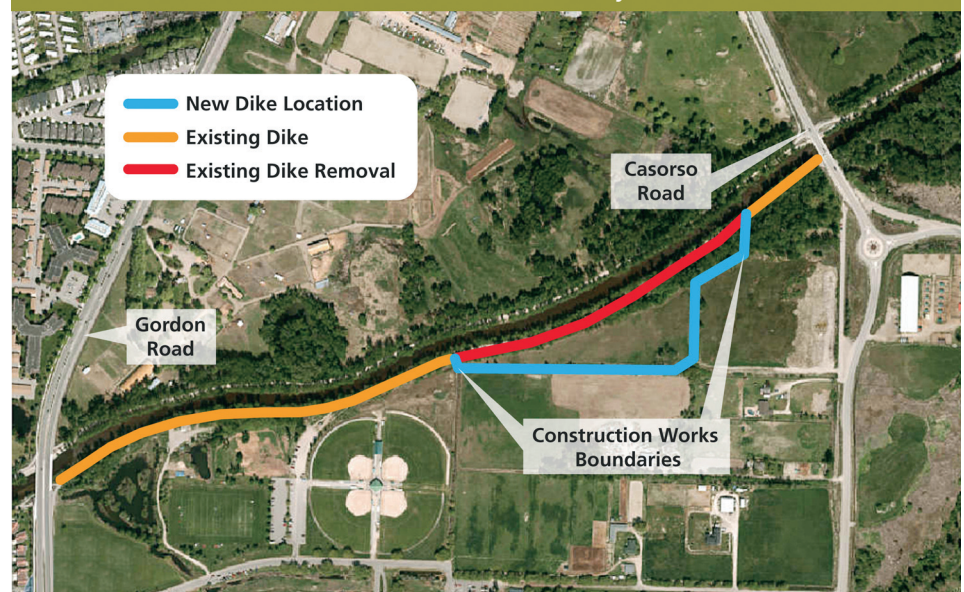 New Dike Location
Existing Dike
Existing Dike Removal
Casorso
Road
Gordon
Road
Construction Works
Boundaries